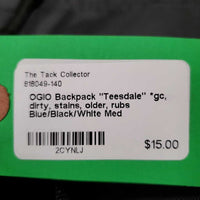 The Tack Collector
818049-140
OGIO Backpack "Teesdale" *gc,
dirty, stains, older, rubs
Blue/Black/White Med
2CYNLJ
$15.00